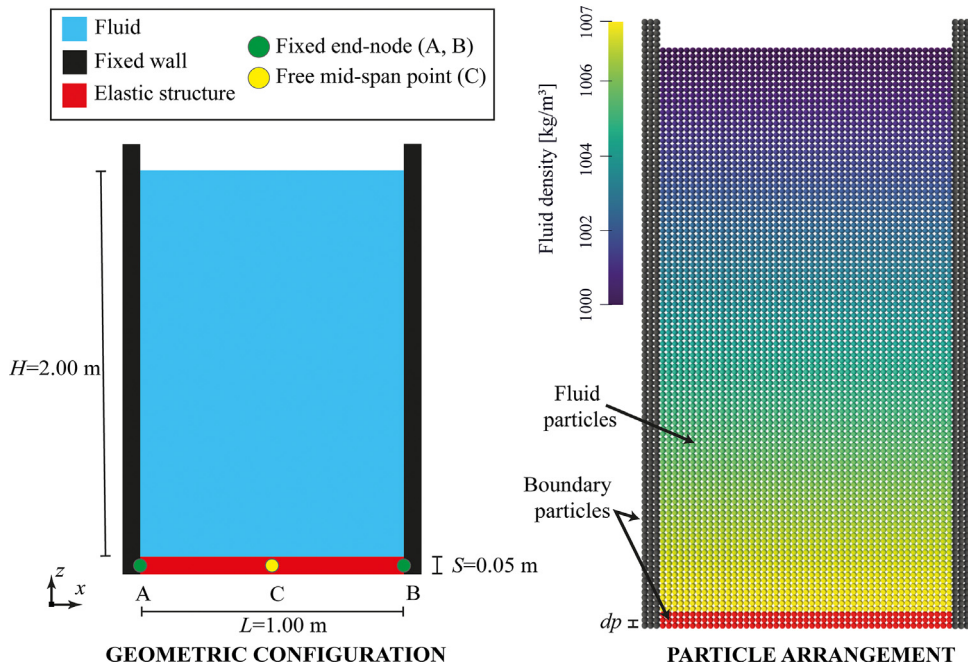 Fluid
Fixed wall
Elastic structure
Fixed end-node (A, B)
Free mid-span point (C)
H=2.00 m
z
x
A
C
B
S=0.05 m
L=1.00 m
GEOMETRIC CONFIGURATION
Fluid density [kg/m³]
1007
1006
1004
1002
1000
Fluid
particles
Boundary
particles
dp
PARTICLE ARRANGEMENT